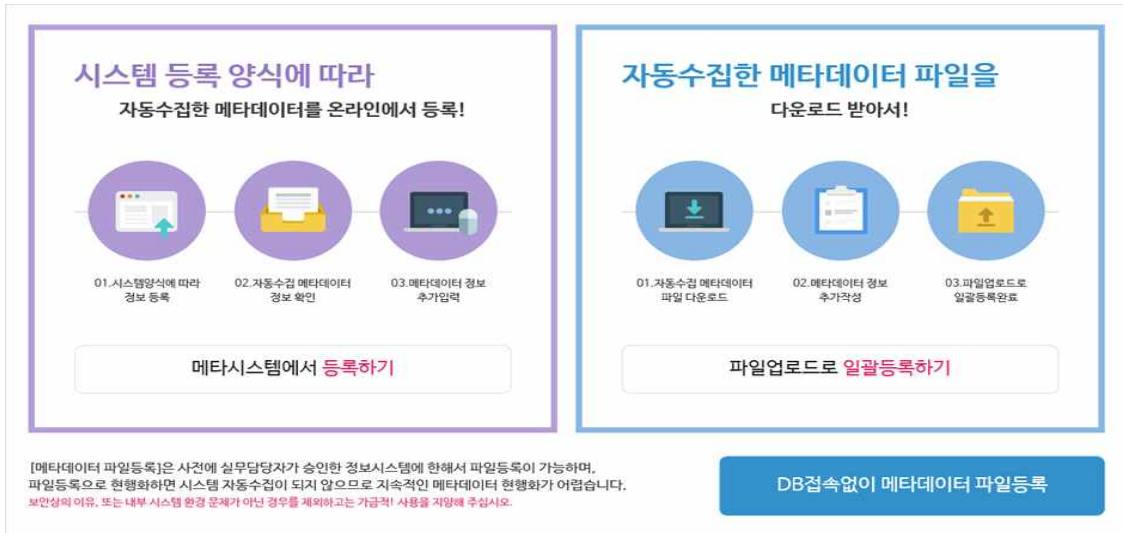 시스템 등록 양식에 따라
자동수집한 메타데이터를 온라인에서 등록!
01.시스템양식에 따라
정보 등록
02.자동수집 메타데이터
정보 확인
03.메타데이터 정보
추가입력
메타시스템에서 등록하기
자동수집한 메타데이터 파일을
다운로드 받아서!
01.자동수집 메타데이터
파일 다운로드
02.메타데이터 정보
추가작성
03.파일업로드로
일괄등록완료
파일업로드로 일괄등록하기
[메타데이터 파일등록]은 사전에 실무담당자가 승인한 정보시스템에 한해서 파일등록이 가능하며,
파일등록으로 현행화하면 시스템 자동수집이 되지 않으므로 지속적인 메타데이터 현행화가 어렵습니다.
보안상의 이유, 또는 내부 시스템 환경 문제가 아닌 경우를 제외하고는 가급적! 사용을 지양해 주십시오.
DB접속없이 메타데이터 파일등록